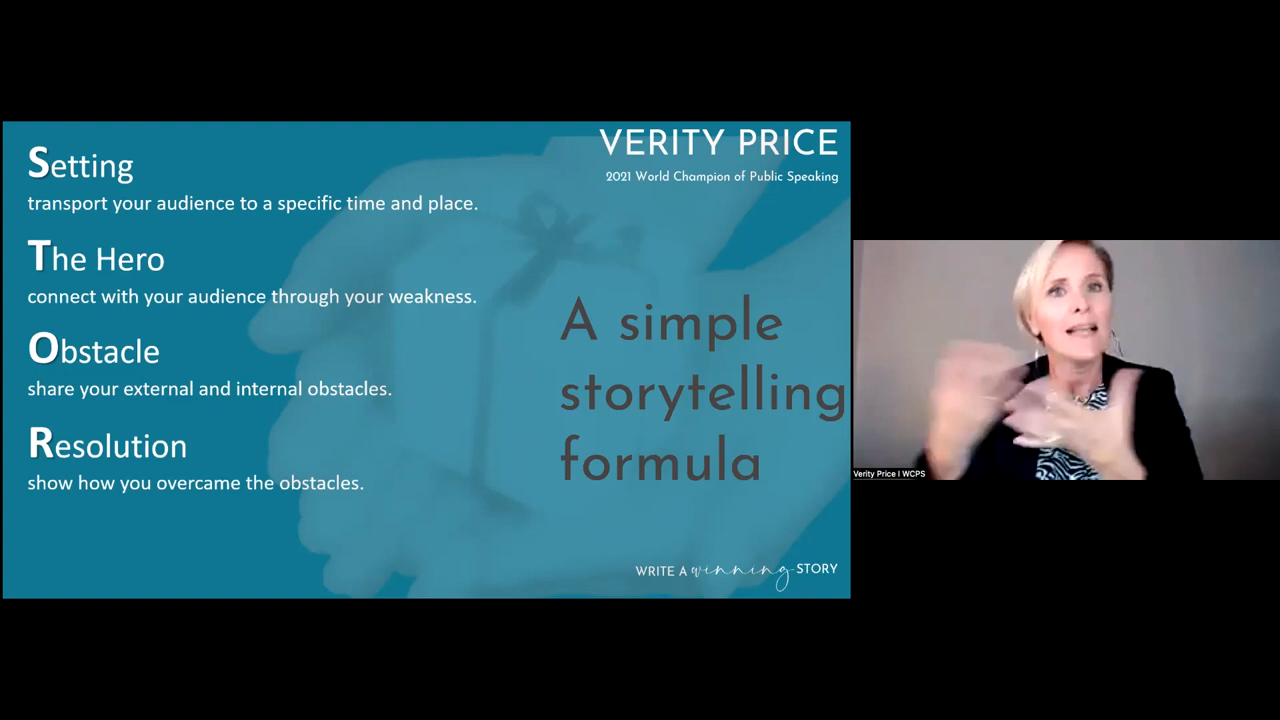 Setting
transport your audience to a specific time and place.
The Hero
connect with your audience through your weakness.
Obstacle
share your external and internal obstacles.
Resolution
show how you overcame the obstacles.
VERITY PRICE
2021 World Champion of Public Speaking
A simple
storytelling
formula
WRITE A winning STORY
Verity Price I WCPS